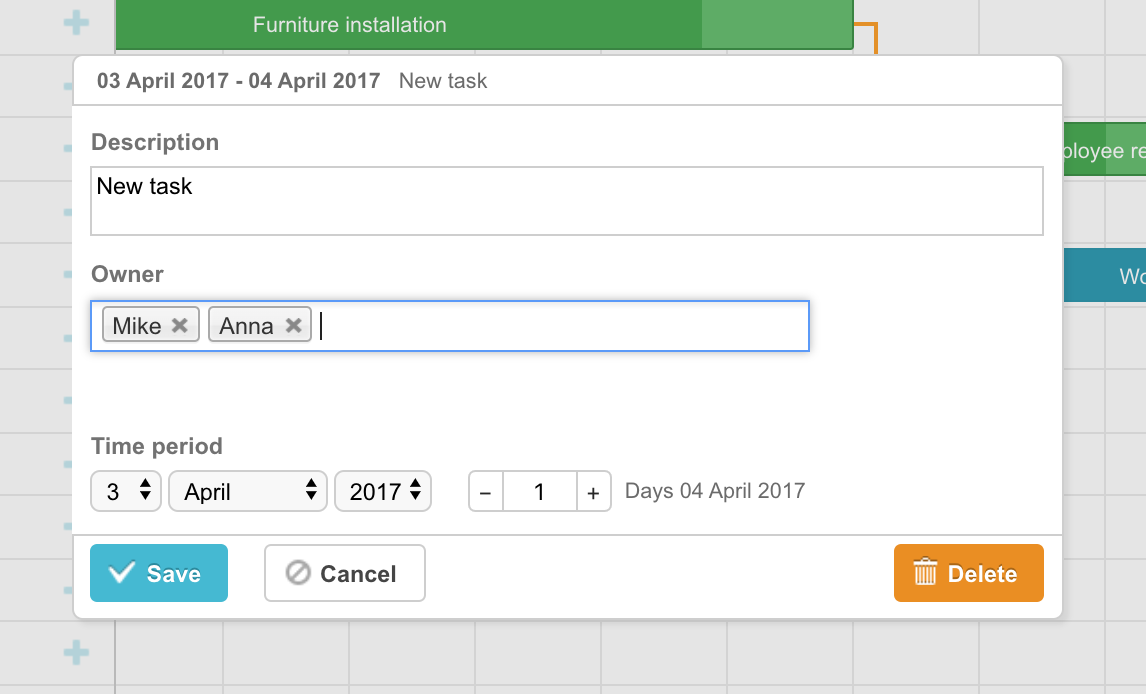 Furniture installation
03 April 2017 - 04 April 2017 New task
Description
New task
ployee re
Owner
Wo
Mike Anna
Time period
3 April 2017 – 1 + Days 04 April 2017
Save Cancel Delete